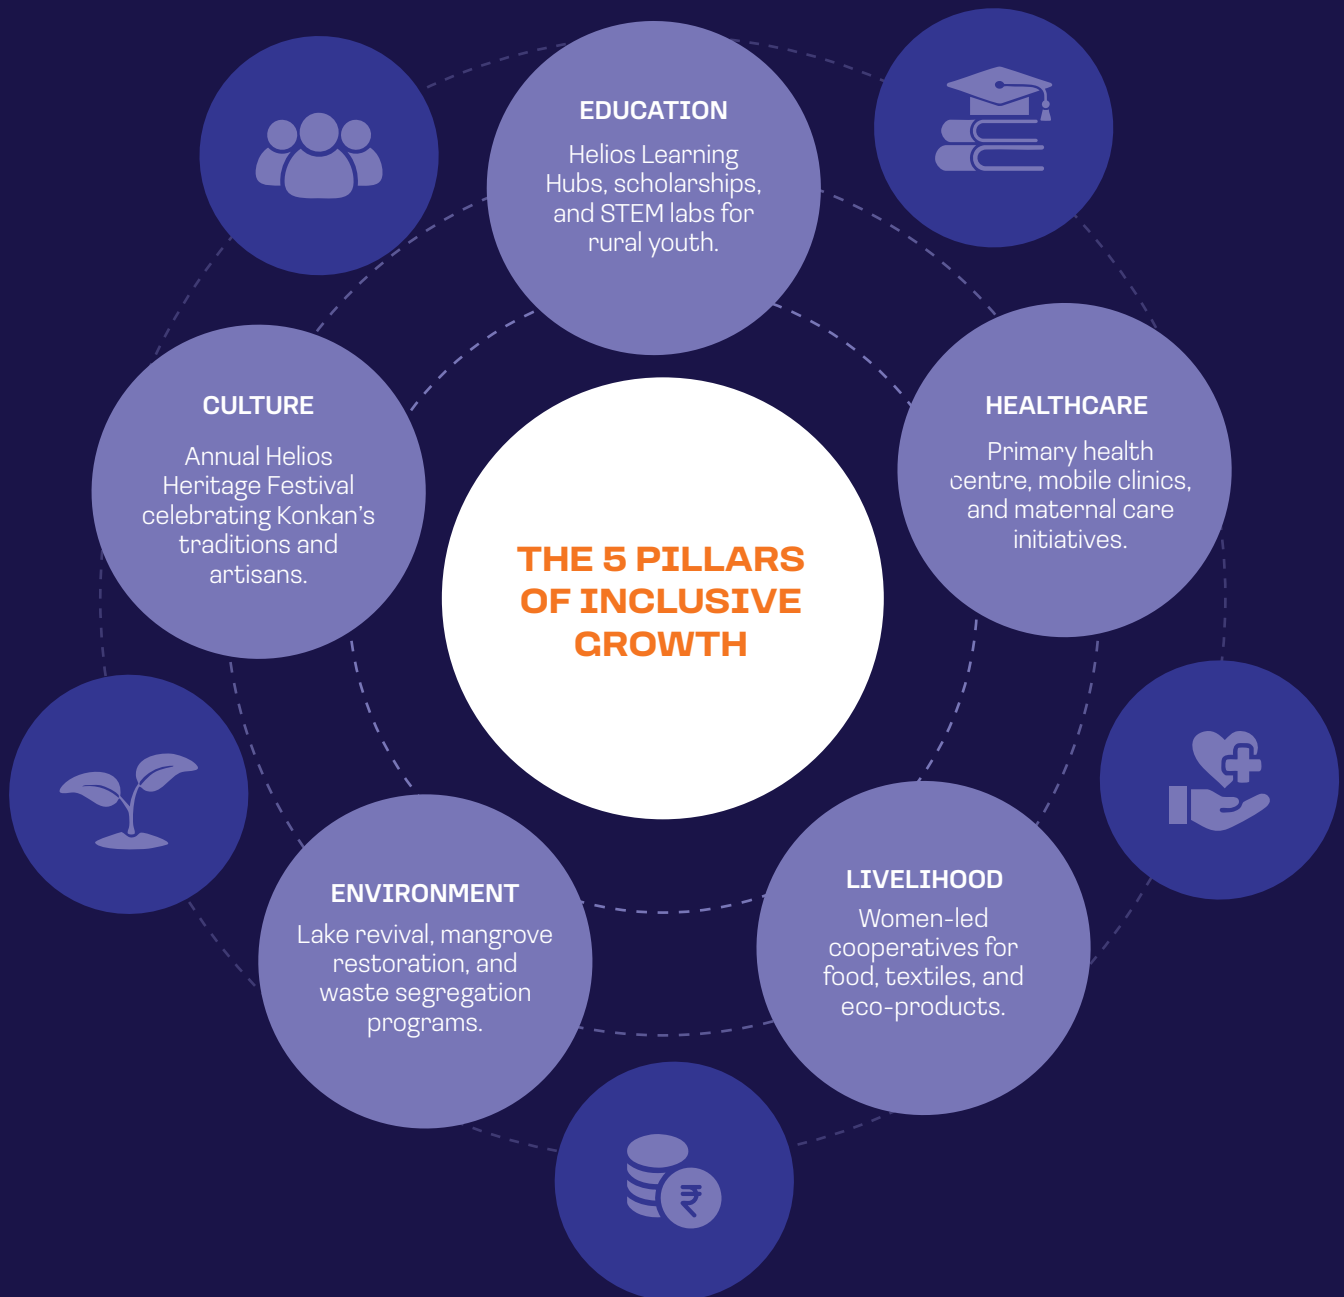 EDUCATION
Helios Learning
Hubs, scholarships,
and STEM labs for
rural youth.
CULTURE
Annual Helios
Heritage Festival
celebrating Konkan’s
traditions and
artisans.
HEALTHCARE
Primary health
centre, mobile clinics,
and maternal care
initiatives.
THE 5 PILLARS
OF INCLUSIVE
GROWTH
ENVIRONMENT
Lake revival, mangrove
restoration, and
waste segregation
programs.
LIVELIHOOD
Women-led
cooperatives for
food, textiles, and
eco-products.
₹